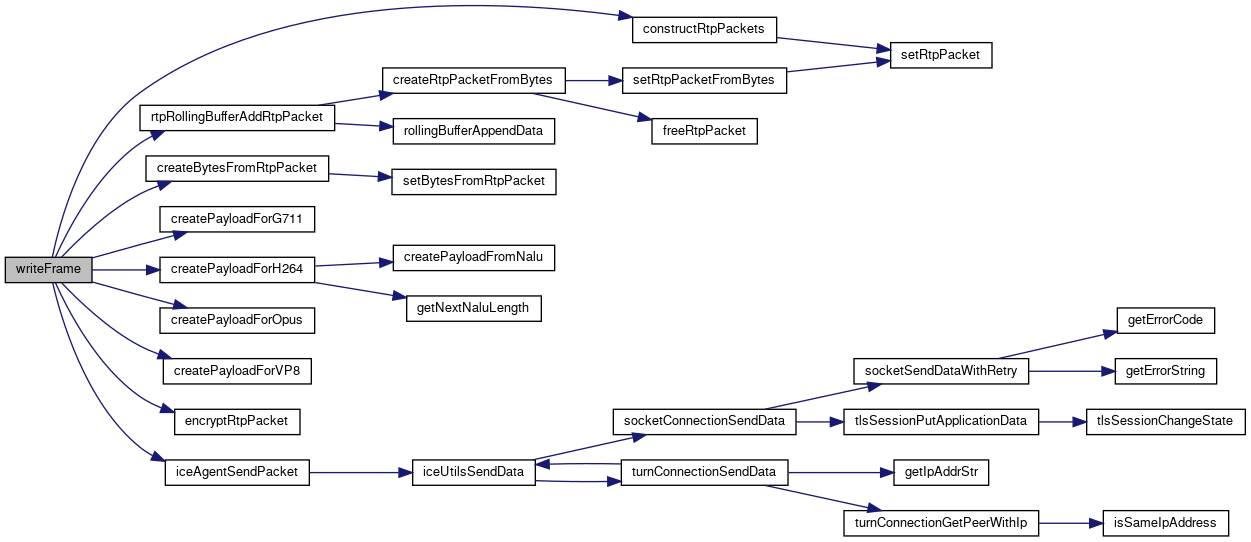 writeFrame
constructRtpPackets
setRtpPacket
rtpRollingBufferAddRtpPacket
createRtpPacketFromBytes
setRtpPacketFromBytes
freeRtpPacket
rollingBufferAppendData
createBytesFromRtpPacket
setBytesFromRtpPacket
createPayloadForG711
createPayloadForH264
createPayloadFromNalu
getNextNaluLength
createPayloadForOpus
createPayloadForVP8
encryptRtpPacket
iceAgentSendPacket
iceUtilsSendData
socketConnectionSendData
socketSendDataWithRetry
getErrorCode
getErrorString
tlsSessionPutApplicationData
tlsSessionChangeState
turnConnectionSendData
getIpAddrStr
turnConnectionGetPeerWithIp
isSameIpAddress